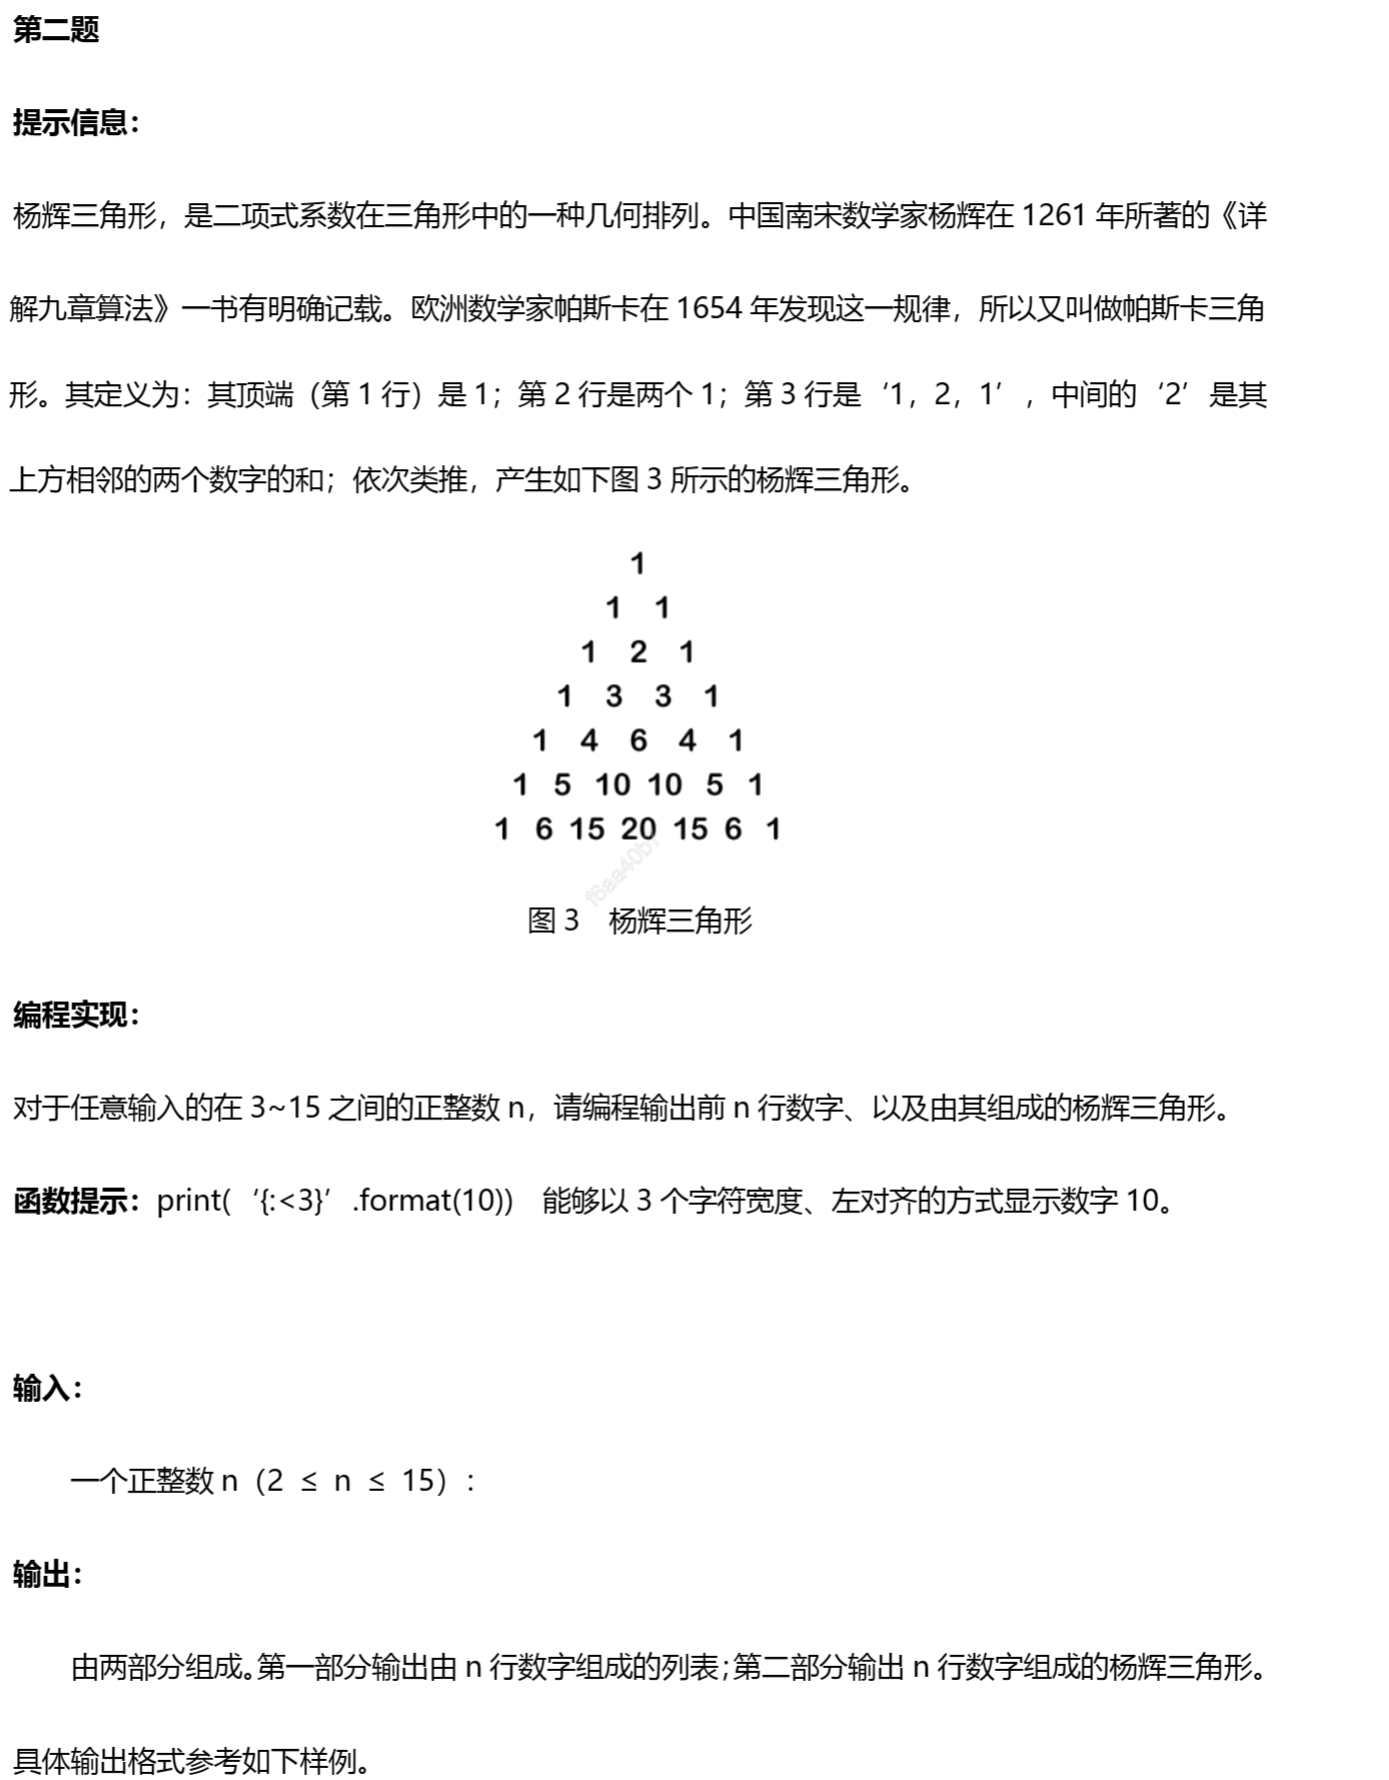 第二题
提示信息：
杨辉三角形，是二项式系数在三角形中的一种几何排列。中国南宋数学家杨辉在 1261 年所著的《详
解九章算法》一书有明确记载。欧洲数学家帕斯卡在 1654 年发现这一规律，所以又叫做帕斯卡三角
形。其定义为：其顶端（第 1 行）是 1；第 2 行是两个 1；第 3 行是‘1，2，1’，中间的‘2’是其
上方相邻的两个数字的和；依次类推，产生如下图 3 所示的杨辉三角形。
1
1 1
1 2 1
1 3 3 1
1 4 6 4 1
1 5 10 10 5 1
1 6 15 20 15 6 1
图 3 杨辉三角形
编程实现：
对于任意输入的在 3~15 之间的正整数 n，请编程输出前 n 行数字、以及由其组成的杨辉三角形。
函数提示：print(‘{:<3}’.format(10)) 能够以 3 个字符宽度、左对齐的方式显示数字 10。
输入：
一个正整数 n（2 ≤ n ≤ 15）：
输出：
由两部分组成。第一部分输出由 n 行数字组成的列表；第二部分输出 n 行数字组成的杨辉三角形。
具体输出格式参考如下样例。